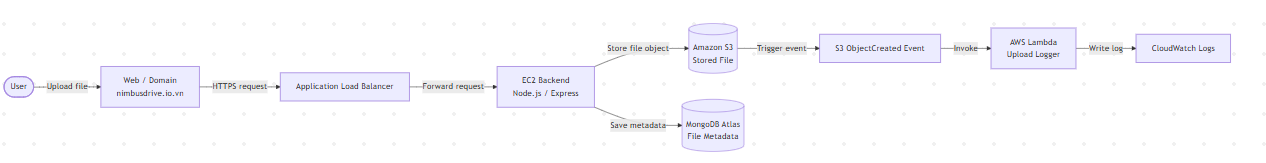 User
Upload file
Web / Domain
nimbusdrive.io.vn
HTTPS request
Application Load Balancer
Forward request
EC2 Backend
Node.js / Express
Store file object
Amazon S3
Stored File
Trigger event
S3 ObjectCreated Event
Invoke
AWS Lambda
Upload Logger
Write log
CloudWatch Logs
Save metadata
MongoDB Atlas
File Metadata